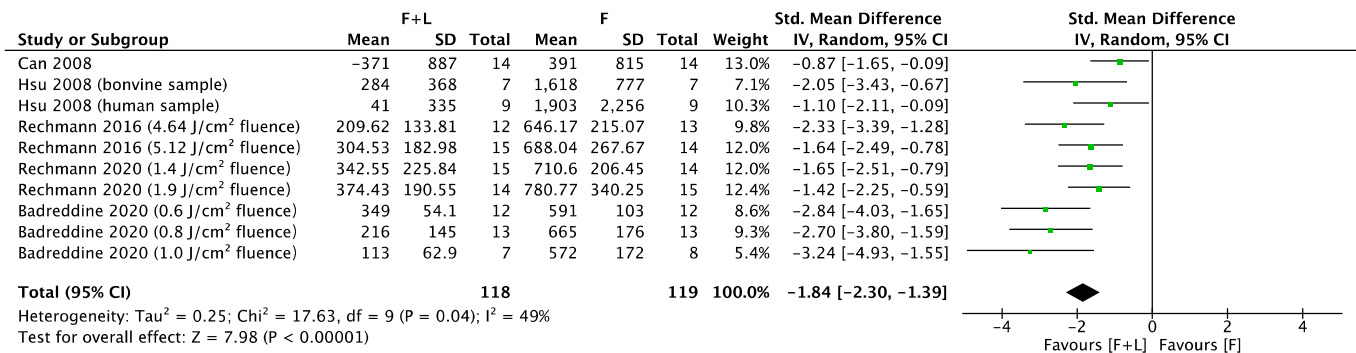 F+L F Std. Mean Difference Std. Mean Difference
Study or Subgroup Mean SD Total Mean SD Total Weight IV, Random, 95% CI IV, Random, 95% CI
Can 2008 -371 887 14 391 815 14 13.0% -0.87 [-1.65, -0.09]
Hsu 2008 (bonvine sample) 284 368 7 1,618 777 7 7.1% -2.05 [-3.43, -0.67]
Hsu 2008 (human sample) 41 335 9 1,903 2,256 9 10.3% -1.10 [-2.11, -0.09]
Rechmann 2016 (4.64 J/cm² fluence) 209.62 133.81 12 646.17 215.07 13 9.8% -2.33 [-3.39, -1.28]
Rechmann 2016 (5.12 J/cm² fluence) 304.53 182.98 15 688.04 267.67 14 12.0% -1.64 [-2.49, -0.78]
Rechmann 2020 (1.4 J/cm² fluence) 342.55 225.84 15 710.6 206.45 14 12.0% -1.65 [-2.51, -0.79]
Rechmann 2020 (1.9 J/cm² fluence) 374.43 190.55 14 780.77 340.25 15 12.4% -1.42 [-2.25, -0.59]
Badreddine 2020 (0.6 J/cm² fluence) 349 54.1 12 591 103 12 8.6% -2.84 [-4.03, -1.65]
Badreddine 2020 (0.8 J/cm² fluence) 216 145 13 665 176 13 9.3% -2.70 [-3.80, -1.59]
Badreddine 2020 (1.0 J/cm² fluence) 113 62.9 7 572 172 8 5.4% -3.24 [-4.93, -1.55]
Total (95% CI) 118 119 100.0% -1.84 [-2.30, -1.39]
Heterogeneity: Tau² = 0.25; Chi² = 17.63, df = 9 (P = 0.04); I² = 49%
Test for overall effect: Z = 7.98 (P < 0.00001)
-4 -2 0 2 4
Favours [F+L] Favours [F]